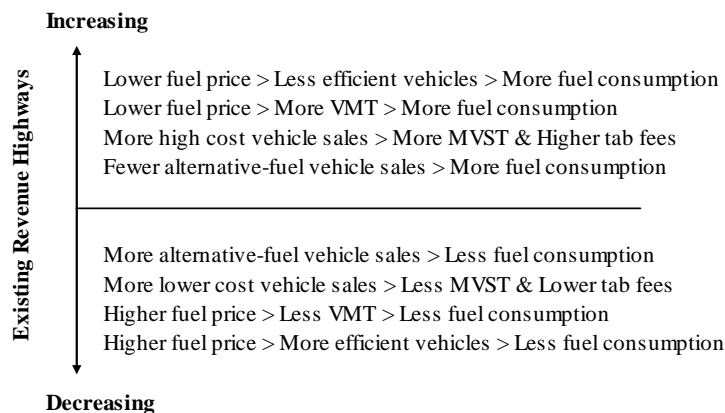 Increasing
Existing Revenue Highways
Lower fuel price > Less efficient vehicles > More fuel consumption
Lower fuel price > More VMT > More fuel consumption
More high cost vehicle sales > More MVST & Higher tab fees
Fewer alternative-fuel vehicle sales > More fuel consumption
More alternative-fuel vehicle sales > Less fuel consumption
More lower cost vehicle sales > Less MVST & Lower tab fees
Higher fuel price > Less VMT > Less fuel consumption
Higher fuel price > More efficient vehicles > Less fuel consumption
Decreasing